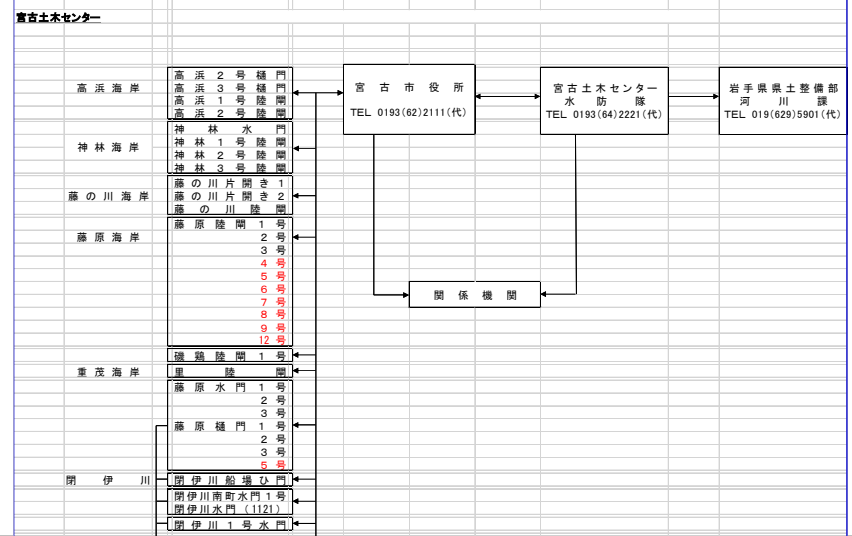 宮古土木センター
高浜海岸
高浜２号樋門
高浜３号樋門
高浜１号陸閘
高浜２号陸閘
宮古市役所
TEL 0193(62)2111(代)
宮古土木センター
水防隊
TEL 0193(64)2221(代)
岩手県県土整備部
河川課
TEL 019(629)5901(代)
神林海岸
神林水門
神林１号陸閘
神林２号陸閘
神林３号陸閘
藤の川海岸
藤の川片開き１
藤の川片開き２
藤の川陸閘
藤原海岸
藤原陸閘１号
２号
３号
４号
５号
６号
７号
８号
９号
12号
関係機関
磯鶏陸閘１号
重茂海岸
里陸閘
藤原水門１号
２号
３号
藤原樋門１号
２号
３号
５号
閉伊川
閉伊川船場ひ門
閉伊川南町水門１号
閉伊川水門（1121）
閉伊川１号水門